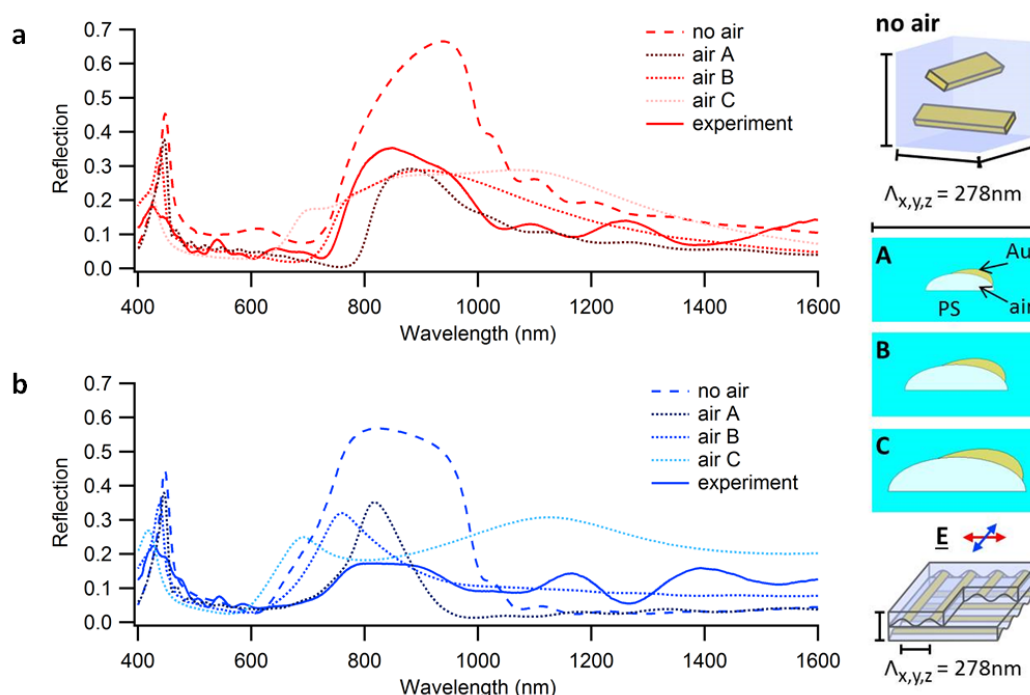 a
0.7
0.6
0.5
0.4
0.3
0.2
0.1
0.0
Reflection
400
600
800
1000
1200
1400
1600
Wavelength (nm)
no air
air A
air B
air C
experiment
b
0.7
0.6
0.5
0.4
0.3
0.2
0.1
0.0
Reflection
400
600
800
1000
1200
1400
1600
Wavelength (nm)
no air
air A
air B
air C
experiment
no air
Λx,y,z = 278nm
A
Au
PS
air
B
C
E
Λx,y,z = 278nm